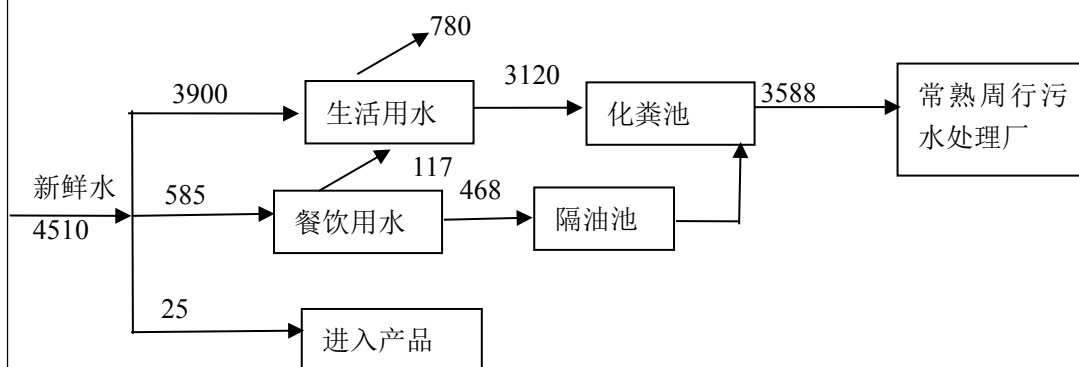 780
3900
生活用水
3120
化粪池
3588
常熟周行污
水处理厂
新鲜水
4510
585
餐饮用水
117
468
隔油池
25
进入产品